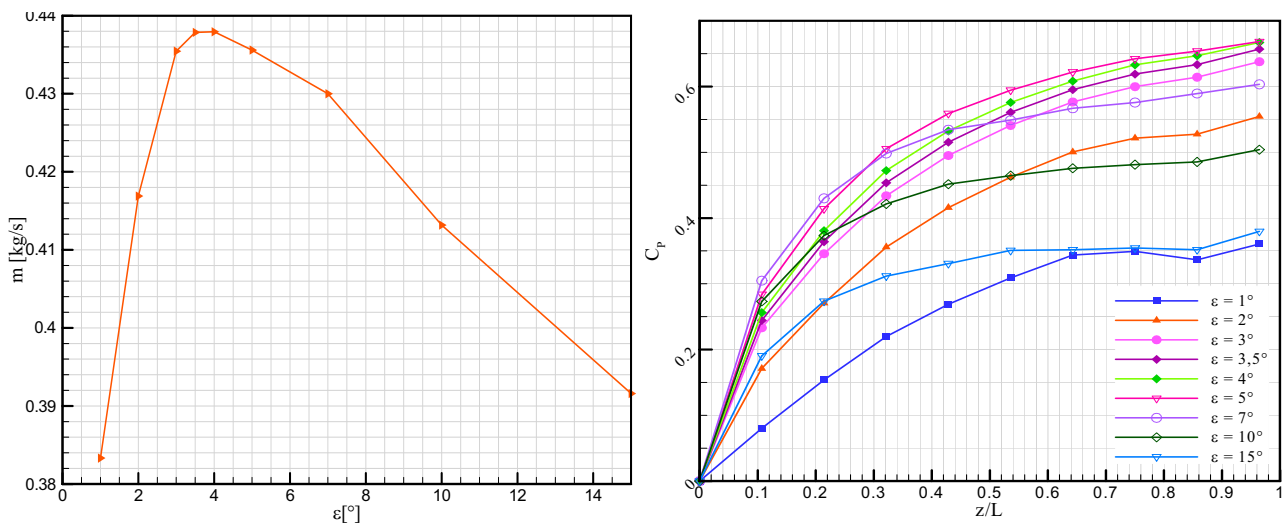 0.44
0.43
0.42
0.41
0.4
0.39
0.38
m [kg/s]
0 2 4 6 8 10 12 14
ε[°]
0.6
0.4
0.2
0
C_P
0 0.1 0.2 0.3 0.4 0.5 0.6 0.7 0.8 0.9 1
z/L
ε = 1°
ε = 2°
ε = 3°
ε = 3,5°
ε = 4°
ε = 5°
ε = 7°
ε = 10°
ε = 15°